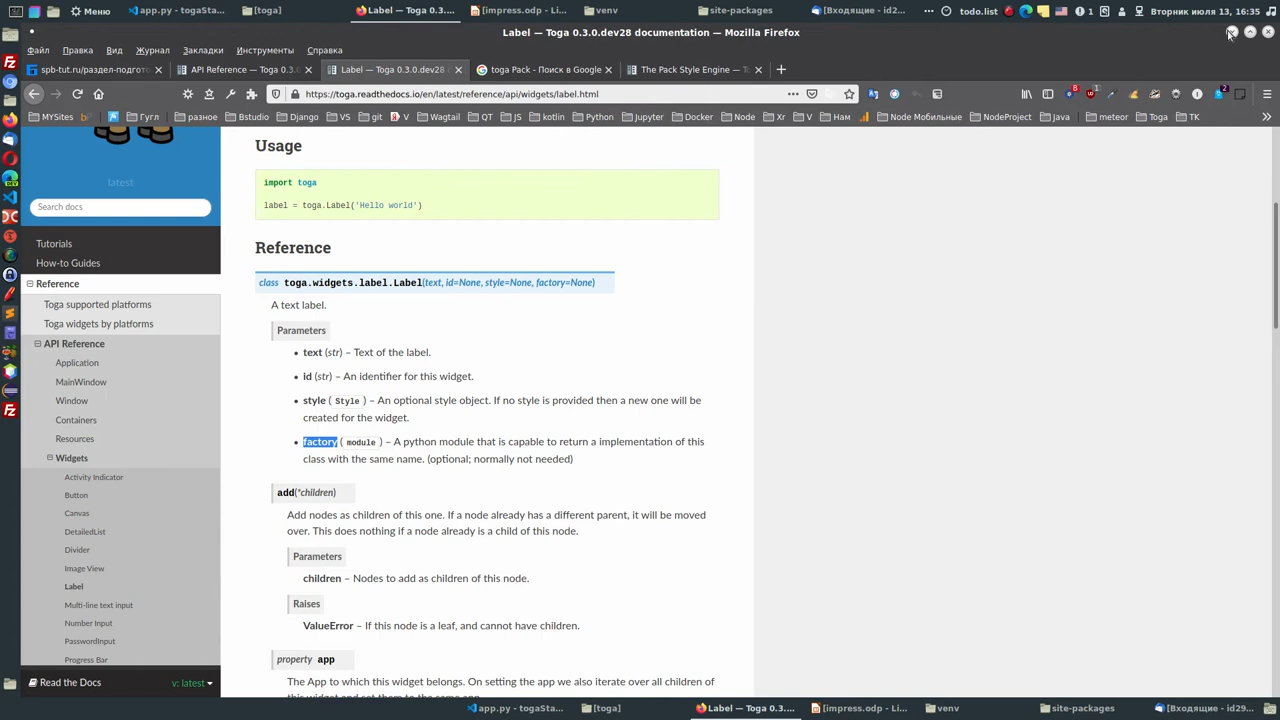 Меню
app.py - togaSta...
[toga]
Label — Toga 0.3....
[impress.odp - Li...
venv
site-packages
[Входящие - id2...
todo.list
1
Вторник июля 13, 16:35
Label — Toga 0.3.0.dev28 documentation — Mozilla Firefox
Файл Правка Вид Журнал Закладки Инструменты Справка
spb-tut.ru/раздел-подгото
API Reference — Toga 0.3.0
Label — Toga 0.3.0.dev28
toga Pack - Поиск в Google
The Pack Style Engine — To
https://toga.readthedocs.io/en/latest/reference/api/widgets/label.html
MYSites Гугл разное Bstudio Django VS git V Wagtail QT JS kotlin Python Jupyter Docker Node Xr V Нам Node Мобильные NodeProject Java meteor Toga TK
latest
Search docs
Tutorials
How-to Guides
Reference
Toga supported platforms
Toga widgets by platforms
API Reference
Application
MainWindow
Window
Containers
Resources
Widgets
Activity Indicator
Button
Canvas
DetailedList
Divider
Image View
Label
Multi-line text input
Number Input
PasswordInput
Progress Bar
Read the Docs
v: latest
Usage
import toga
label = toga.Label('Hello world')
Reference
class toga.widgets.label.Label(text, id=None, style=None, factory=None)
A text label.
Parameters
• text (str) – Text of the label.
• id (str) – An identifier for this widget.
• style ( Style ) – An optional style object. If no style is provided then a new one will be
created for the widget.
• factory ( module ) – A python module that is capable to return a implementation of this
class with the same name. (optional; normally not needed)
add(*children)
Add nodes as children of this one. If a node already has a different parent, it will be moved
over. This does nothing if a node already is a child of this node.
Parameters
children – Nodes to add as children of this node.
Raises
ValueError – If this node is a leaf, and cannot have children.
property app
The App to which this widget belongs. On setting the app we also iterate over all children of
this widget and set them to the same app.
app.py - togaSta...
[toga]
Label — Toga 0.3....
[impress.odp - Li...
venv
site-packages
[Входящие - id29...